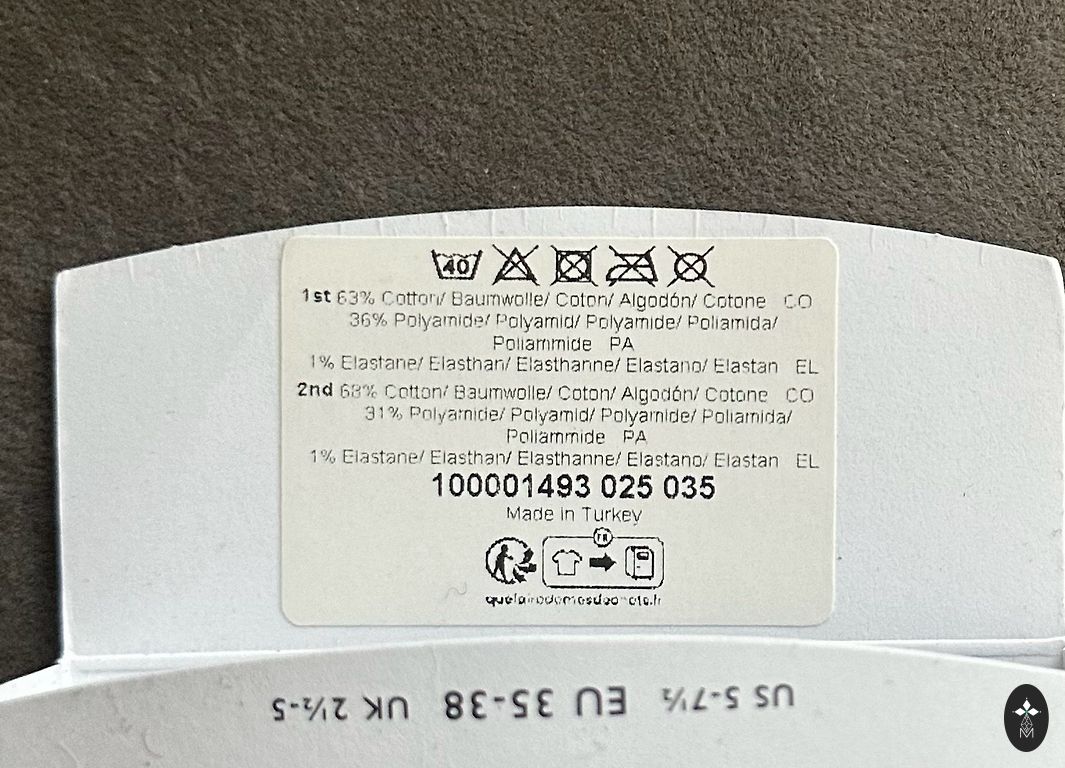 40
1st 63% Cotton/ Baumwolle/ Coton/ Algodón/ Cotone CO
36% Polyamide/ Polyamid/ Polyamide/ Poliamida/
Poliammide PA
1% Elastane/ Elasthan/ Elasthanne/ Elastano/ Elastan EL
2nd 68% Cotton/ Baumwolle/ Coton/ Algodón/ Cotone CO
31% Polyamide/ Polyamid/ Polyamide/ Poliamida/
Poliammide PA
1% Elastane/ Elasthan/ Elasthanne/ Elastano/ Elastan EL
100001493 025 035
Made in Turkey
FR
quefairedemesdechets.fr
US 5-7½ EU 35-38 UK 2½-5
M